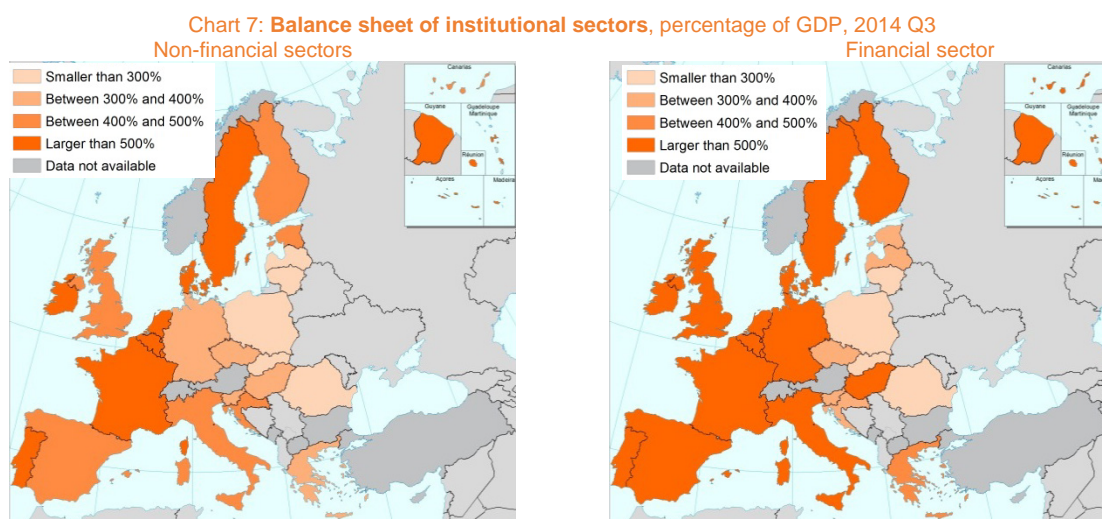 Chart 7: Balance sheet of institutional sectors, percentage of GDP, 2014 Q3
Non-financial sectors
Financial sector
Smaller than 300%
Between 300% and 400%
Between 400% and 500%
Larger than 500%
Data not available
Canarias
Guyane
Guadeloupe
Martinique
Réunion
Açores
Madeira
Smaller than 300%
Between 300% and 400%
Between 400% and 500%
Larger than 500%
Data not available
Canarias
Guyane
Guadeloupe
Martinique
Réunion
Açores
Madeira